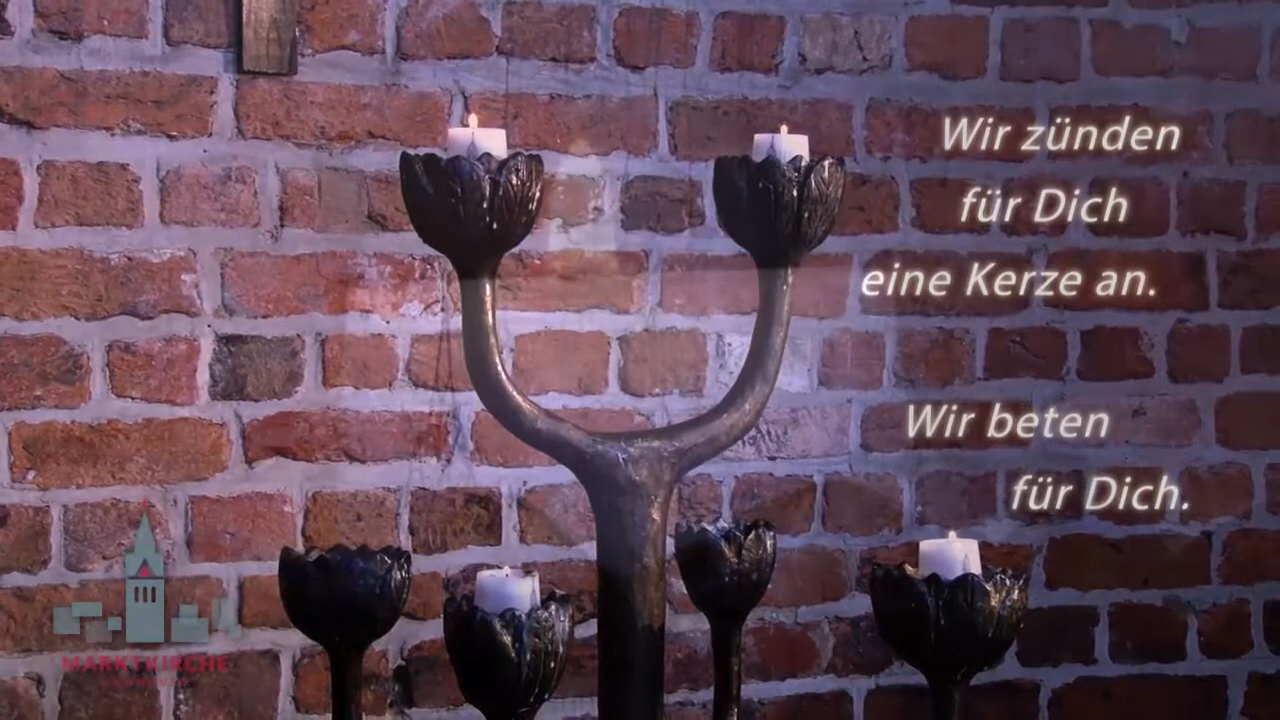 Wir zünden
für Dich
eine Kerze an.
Wir beten
für Dich.
MARKTKIRCHE